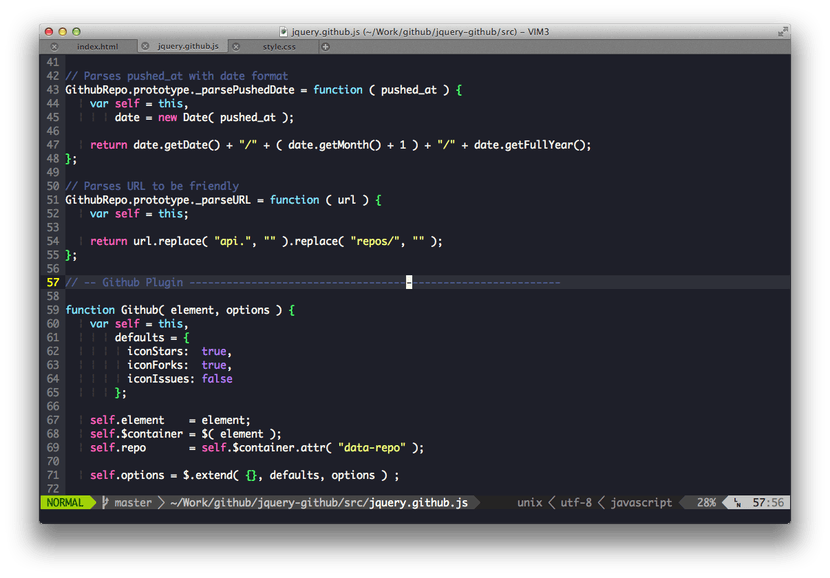 jquery.github.js (~/Work/github/jquery-github/src) - VIM3
index.html jquery.github.js style.css
41
42 // Parses pushed_at with date format
43 GithubRepo.prototype._parsePushedDate = function ( pushed_at ) {
44     var self = this,
45         date = new Date( pushed_at );
46
47     return date.getDate() + "/" + ( date.getMonth() + 1 ) + "/" + date.getFullYear();
48 };
49
50 // Parses URL to be friendly
51 GithubRepo.prototype._parseURL = function ( url ) {
52     var self = this;
53
54     return url.replace( "api.", "" ).replace( "repos/", "" );
55 };
56
57 // -- Github Plugin ------------------------------------------------------------
58
59 function Github( element, options ) {
60     var self = this,
61         defaults = {
62           iconStars:  true,
63           iconForks:  true,
64           iconIssues: false
65         };
66
67     self.element    = element;
68     self.$container = $( element );
69     self.repo       = self.$container.attr( "data-repo" );
70
71     self.options = $.extend( {}, defaults, options ) ;
72
NORMAL master ~/Work/github/jquery-github/src/jquery.github.js unix utf-8 javascript 28% LN 57:56